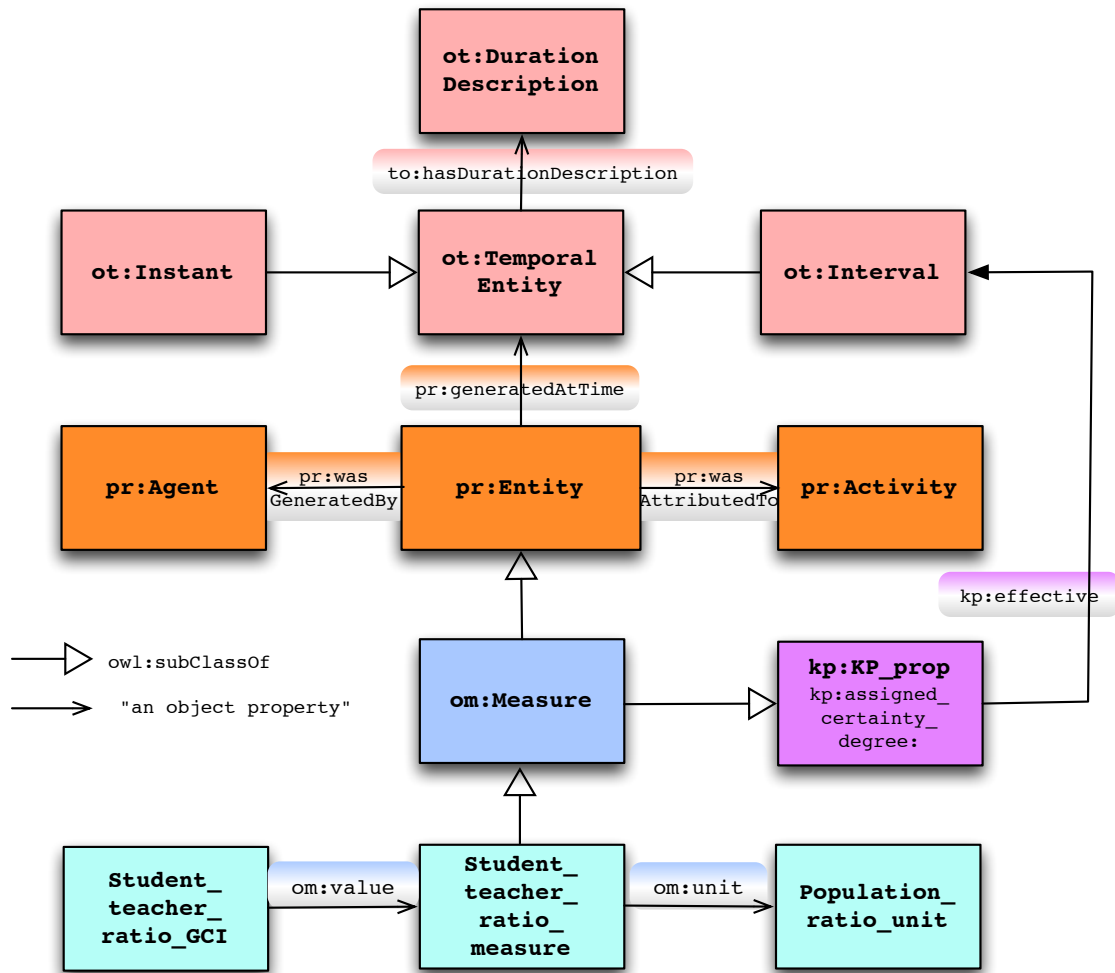 ot:Duration
Description
to:hasDurationDescription
ot:Instant
ot:Temporal
Entity
ot:Interval
pr:generatedAtTime
pr:Agent
pr:was
GeneratedBy
pr:Entity
pr:was
AttributedTo
pr:Activity
kp:effective
owl:subClassOf
"an object property"
om:Measure
kp:KP_prop
kp:assigned_
certainty_
degree:
Student_
teacher_
ratio_GCI
om:value
Student_
teacher_
ratio_
measure
om:unit
Population_
ratio_unit